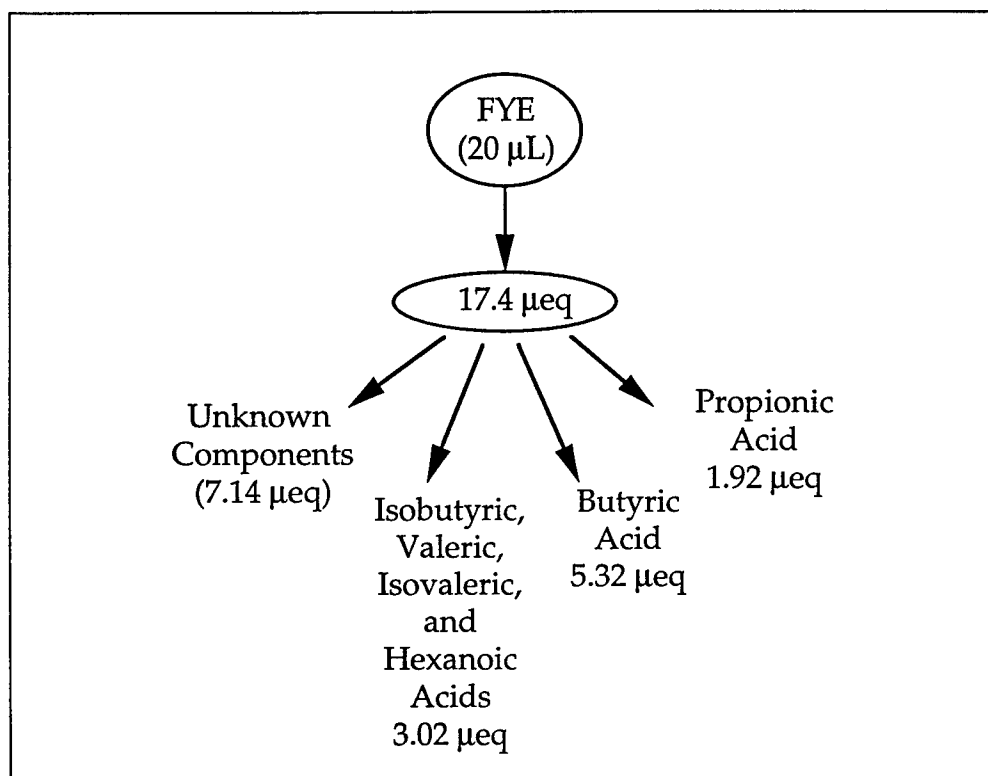 FYE
(20 µL)
17.4 µeq
Unknown
Components
(7.14 µeq)
Isobutyric,
Valeric,
Isovaleric,
and
Hexanoic
Acids
3.02 µeq
Butyric
Acid
5.32 µeq
Propionic
Acid
1.92 µeq